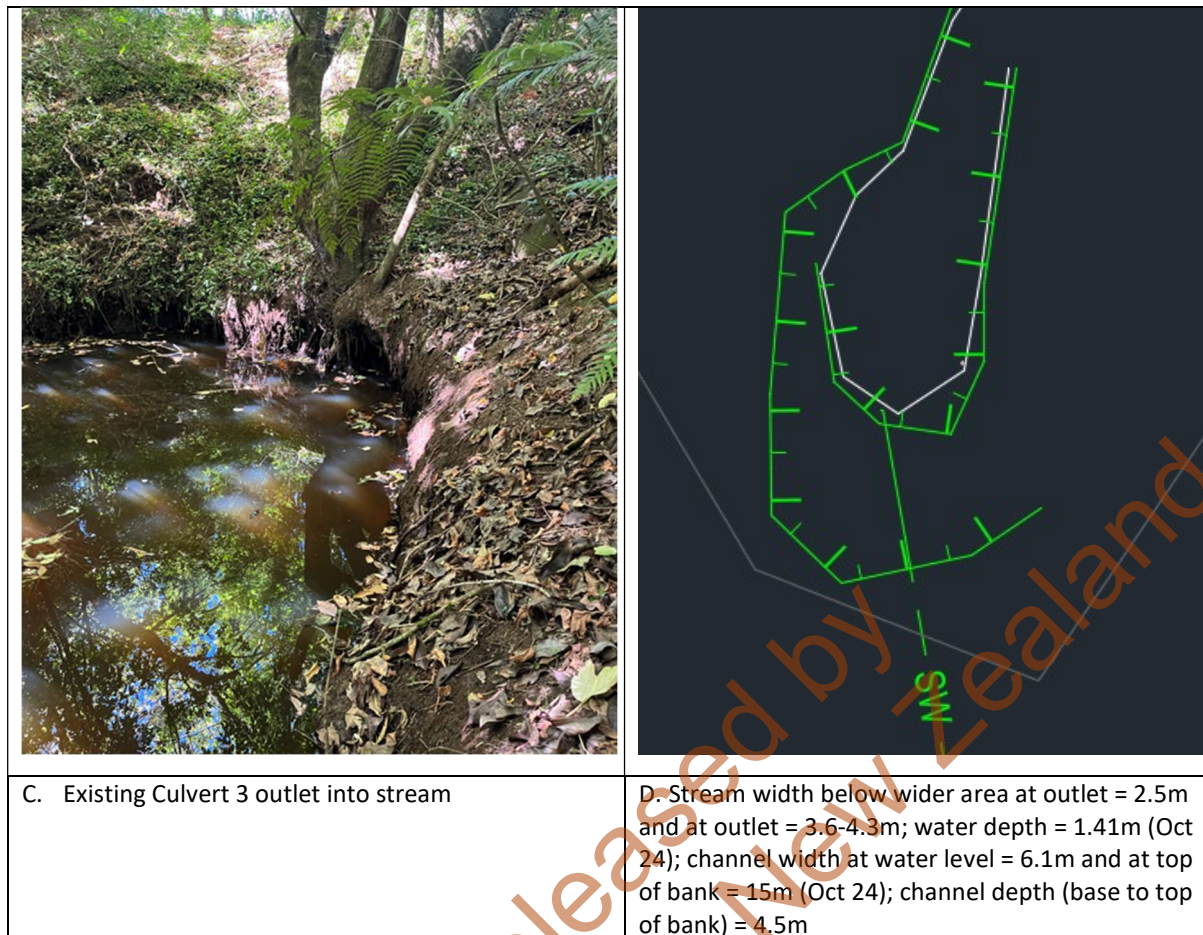 SW
C. Existing Culvert 3 outlet into stream
D. Stream width below wider area at outlet = 2.5m
and at outlet = 3.6-4.3m; water depth = 1.41m (Oct
24); channel width at water level = 6.1m and at top
of bank = 15m (Oct 24); channel depth (base to top
of bank) = 4.5m
eleased by
New Zealand